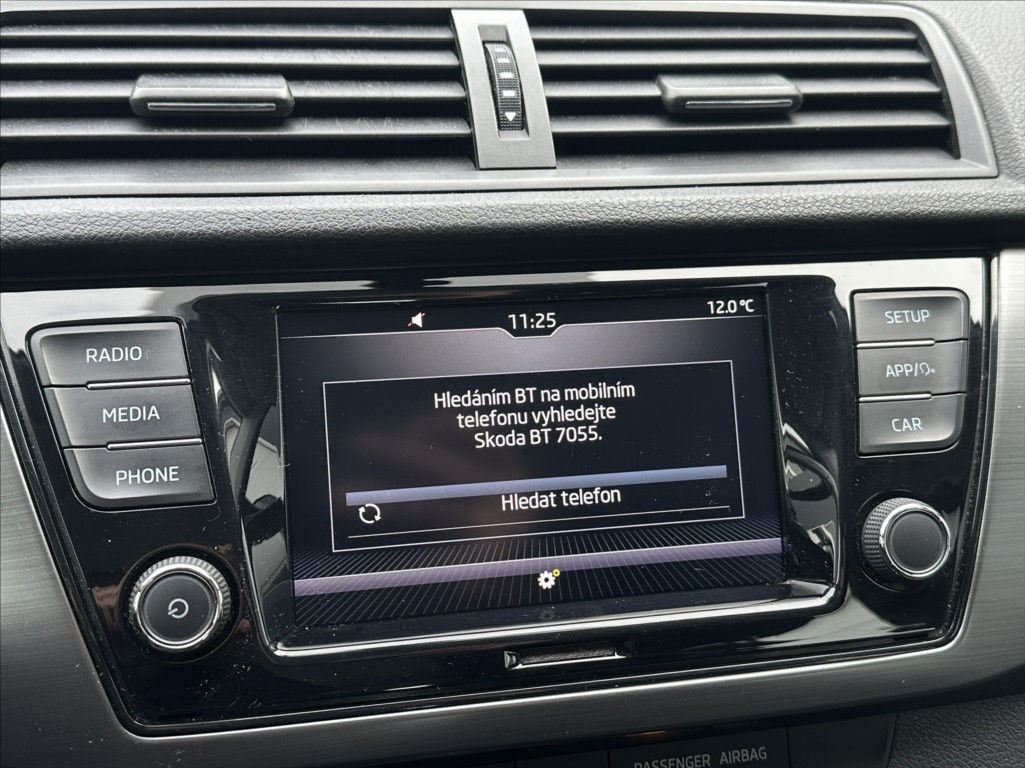 11:25
12.0 °C
RADIO
MEDIA
PHONE
Hledáním BT na mobilním
telefonu vyhledejte
Skoda BT 7055.
Hledat telefon
SETUP
APP/
CAR
PASSENGER AIRBAG